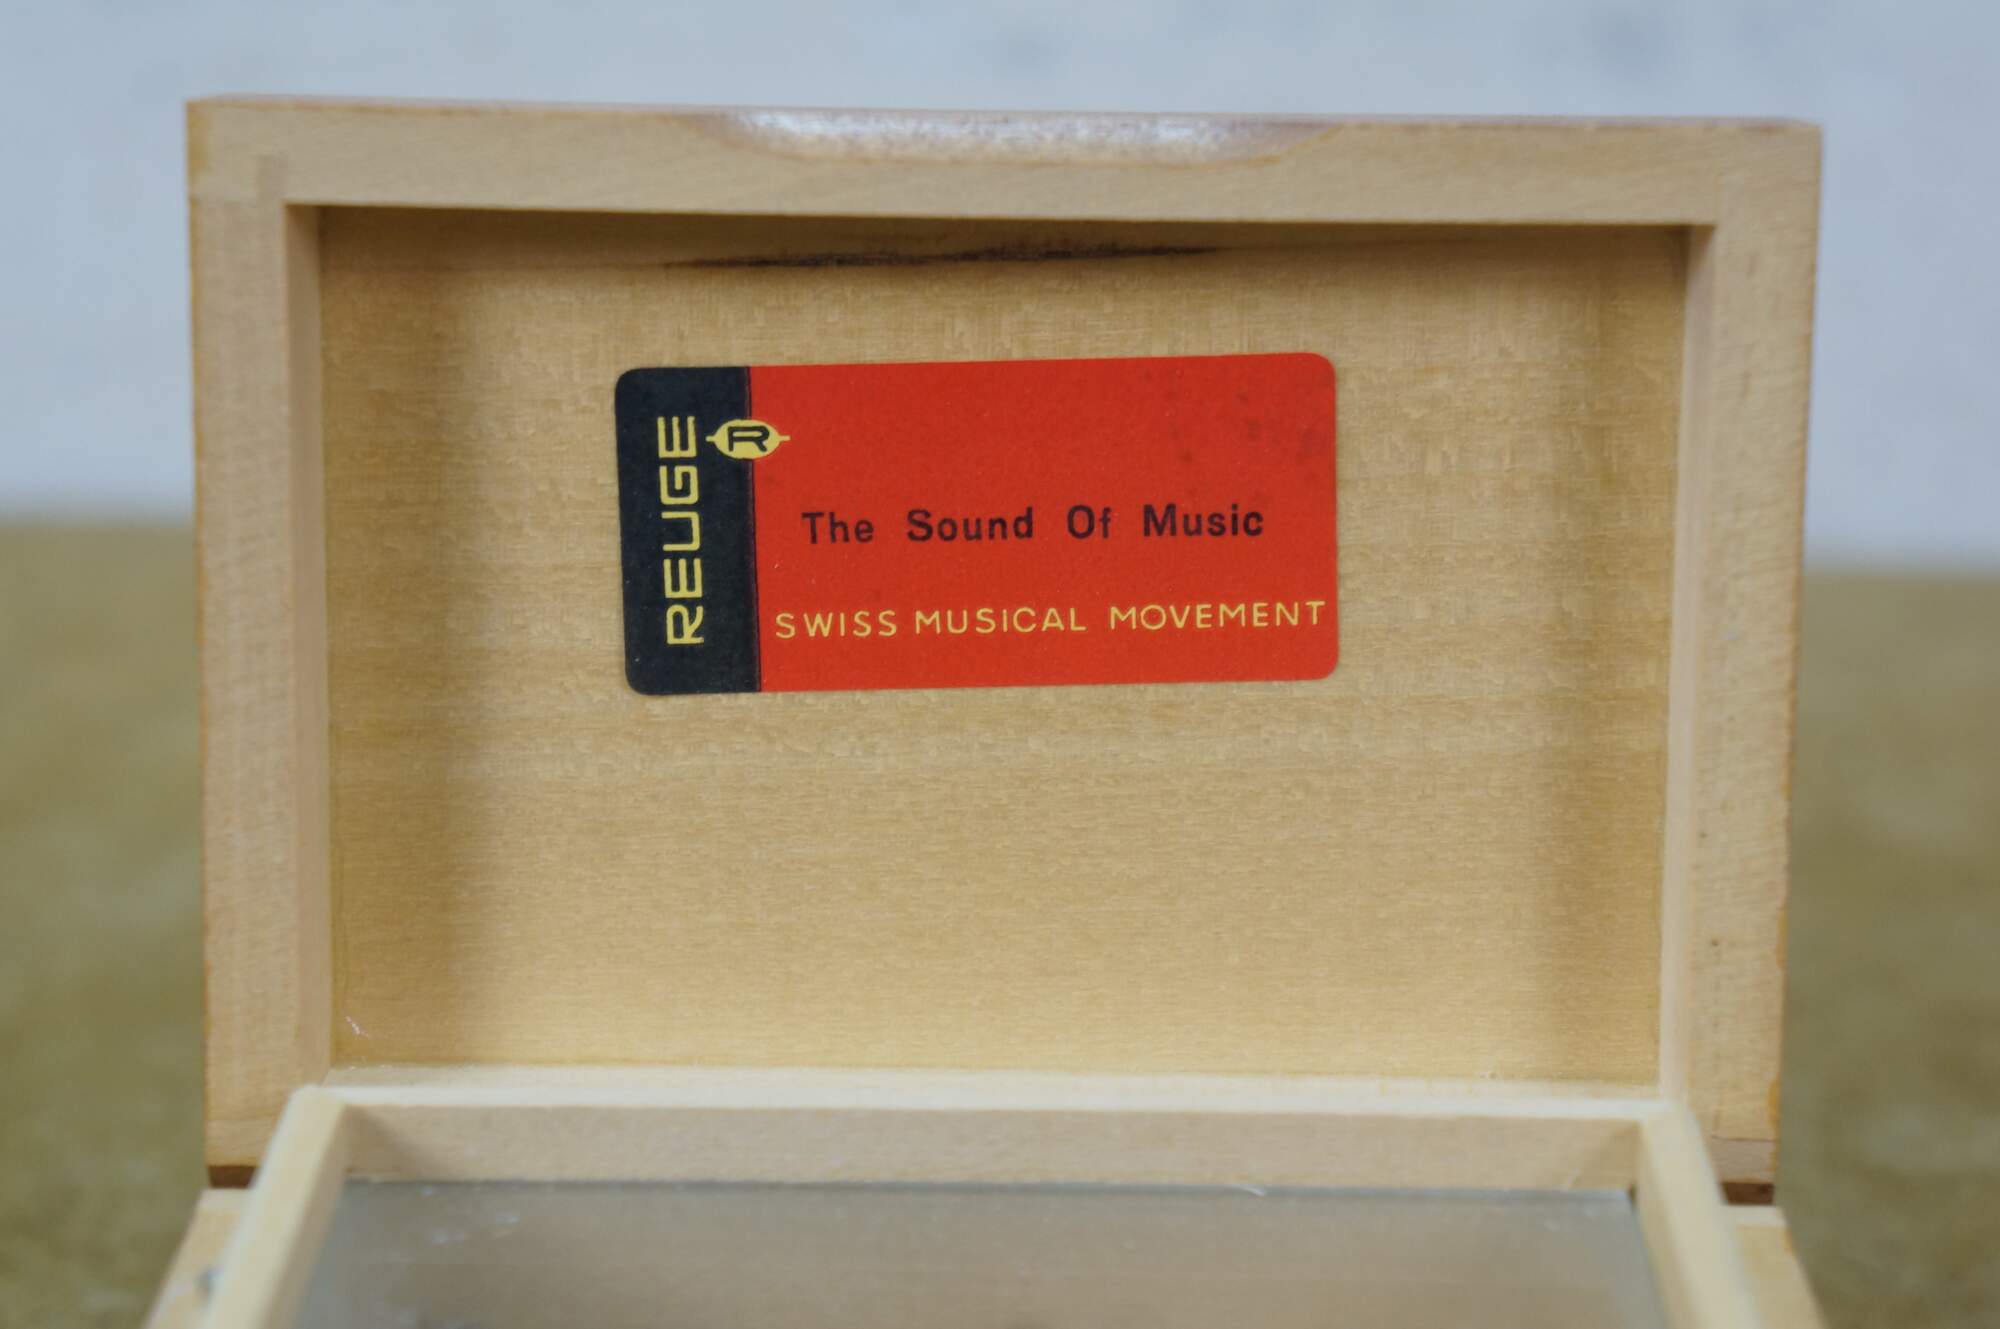 REUGE
R
The Sound Of Music
SWISS MUSICAL MOVEMENT